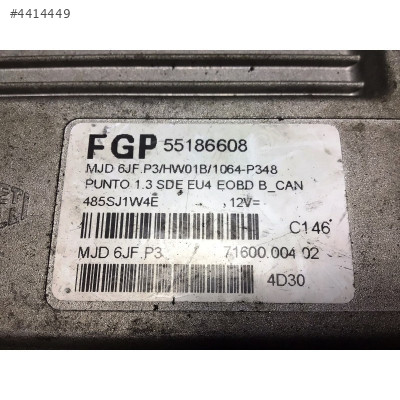 #4414449
FGP 55186608
MJD 6JF.P3/HW01B/1064-P348
PUNTO 1.3 SDE EU4 EOBD B_CAN
485SJ1W4E 12V=
C146
MJD 6JF.P3 71600.004.02
4D30